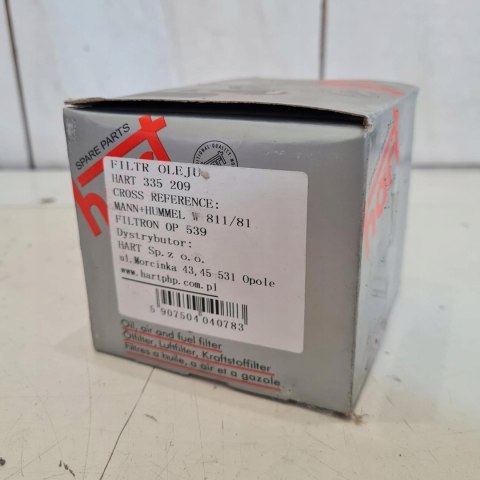 SPARE PARTS
hart
FILTR OLEJU
HART 335 209
CROSS REFERENCE:
MANN+HUMMEL W 811/81
FILTRON OP 539
Dystrybutor:
HART Sp. z o.o.
ul.Morcinka 43,45-531 Opole
www.hartphp.com.pl
5 907504 040783
Oil, air and fuel filter
Ölfilter, Luftfilter, Kraftstoffilter
Filtres a huile, a air et a gazole